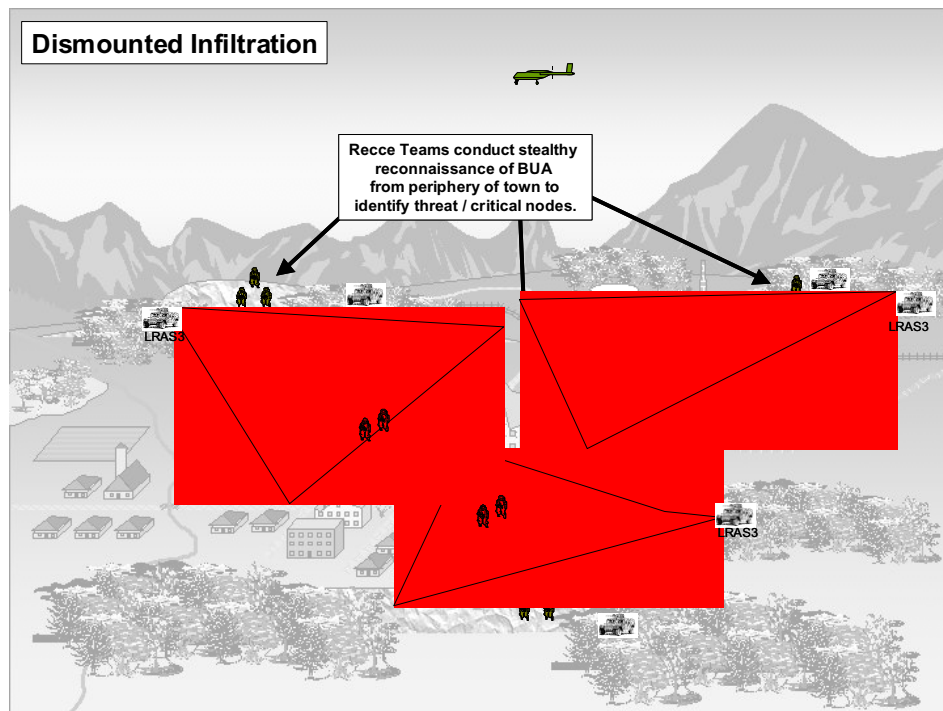 Dismounted Infiltration
Recce Teams conduct stealthy
reconnaissance of BUA
from periphery of town to
identify threat / critical nodes.
LRAS3
LRAS3
LRAS3